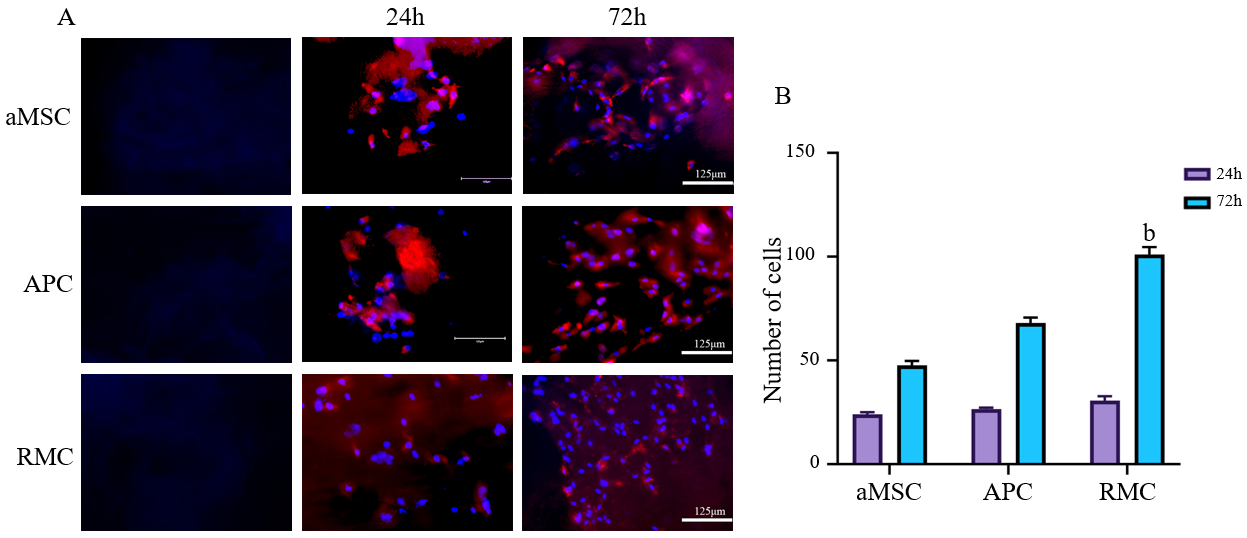 A
24h
72h
aMSC
125μm
APC
125μm
RMC
125μm
B
Number of cells
150
100
50
0
b
24h
72h
aMSC
APC
RMC